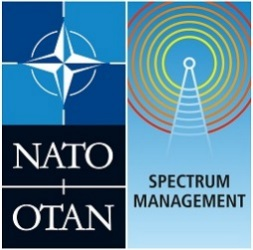 NATO
OTAN
SPECTRUM
MANAGEMENT